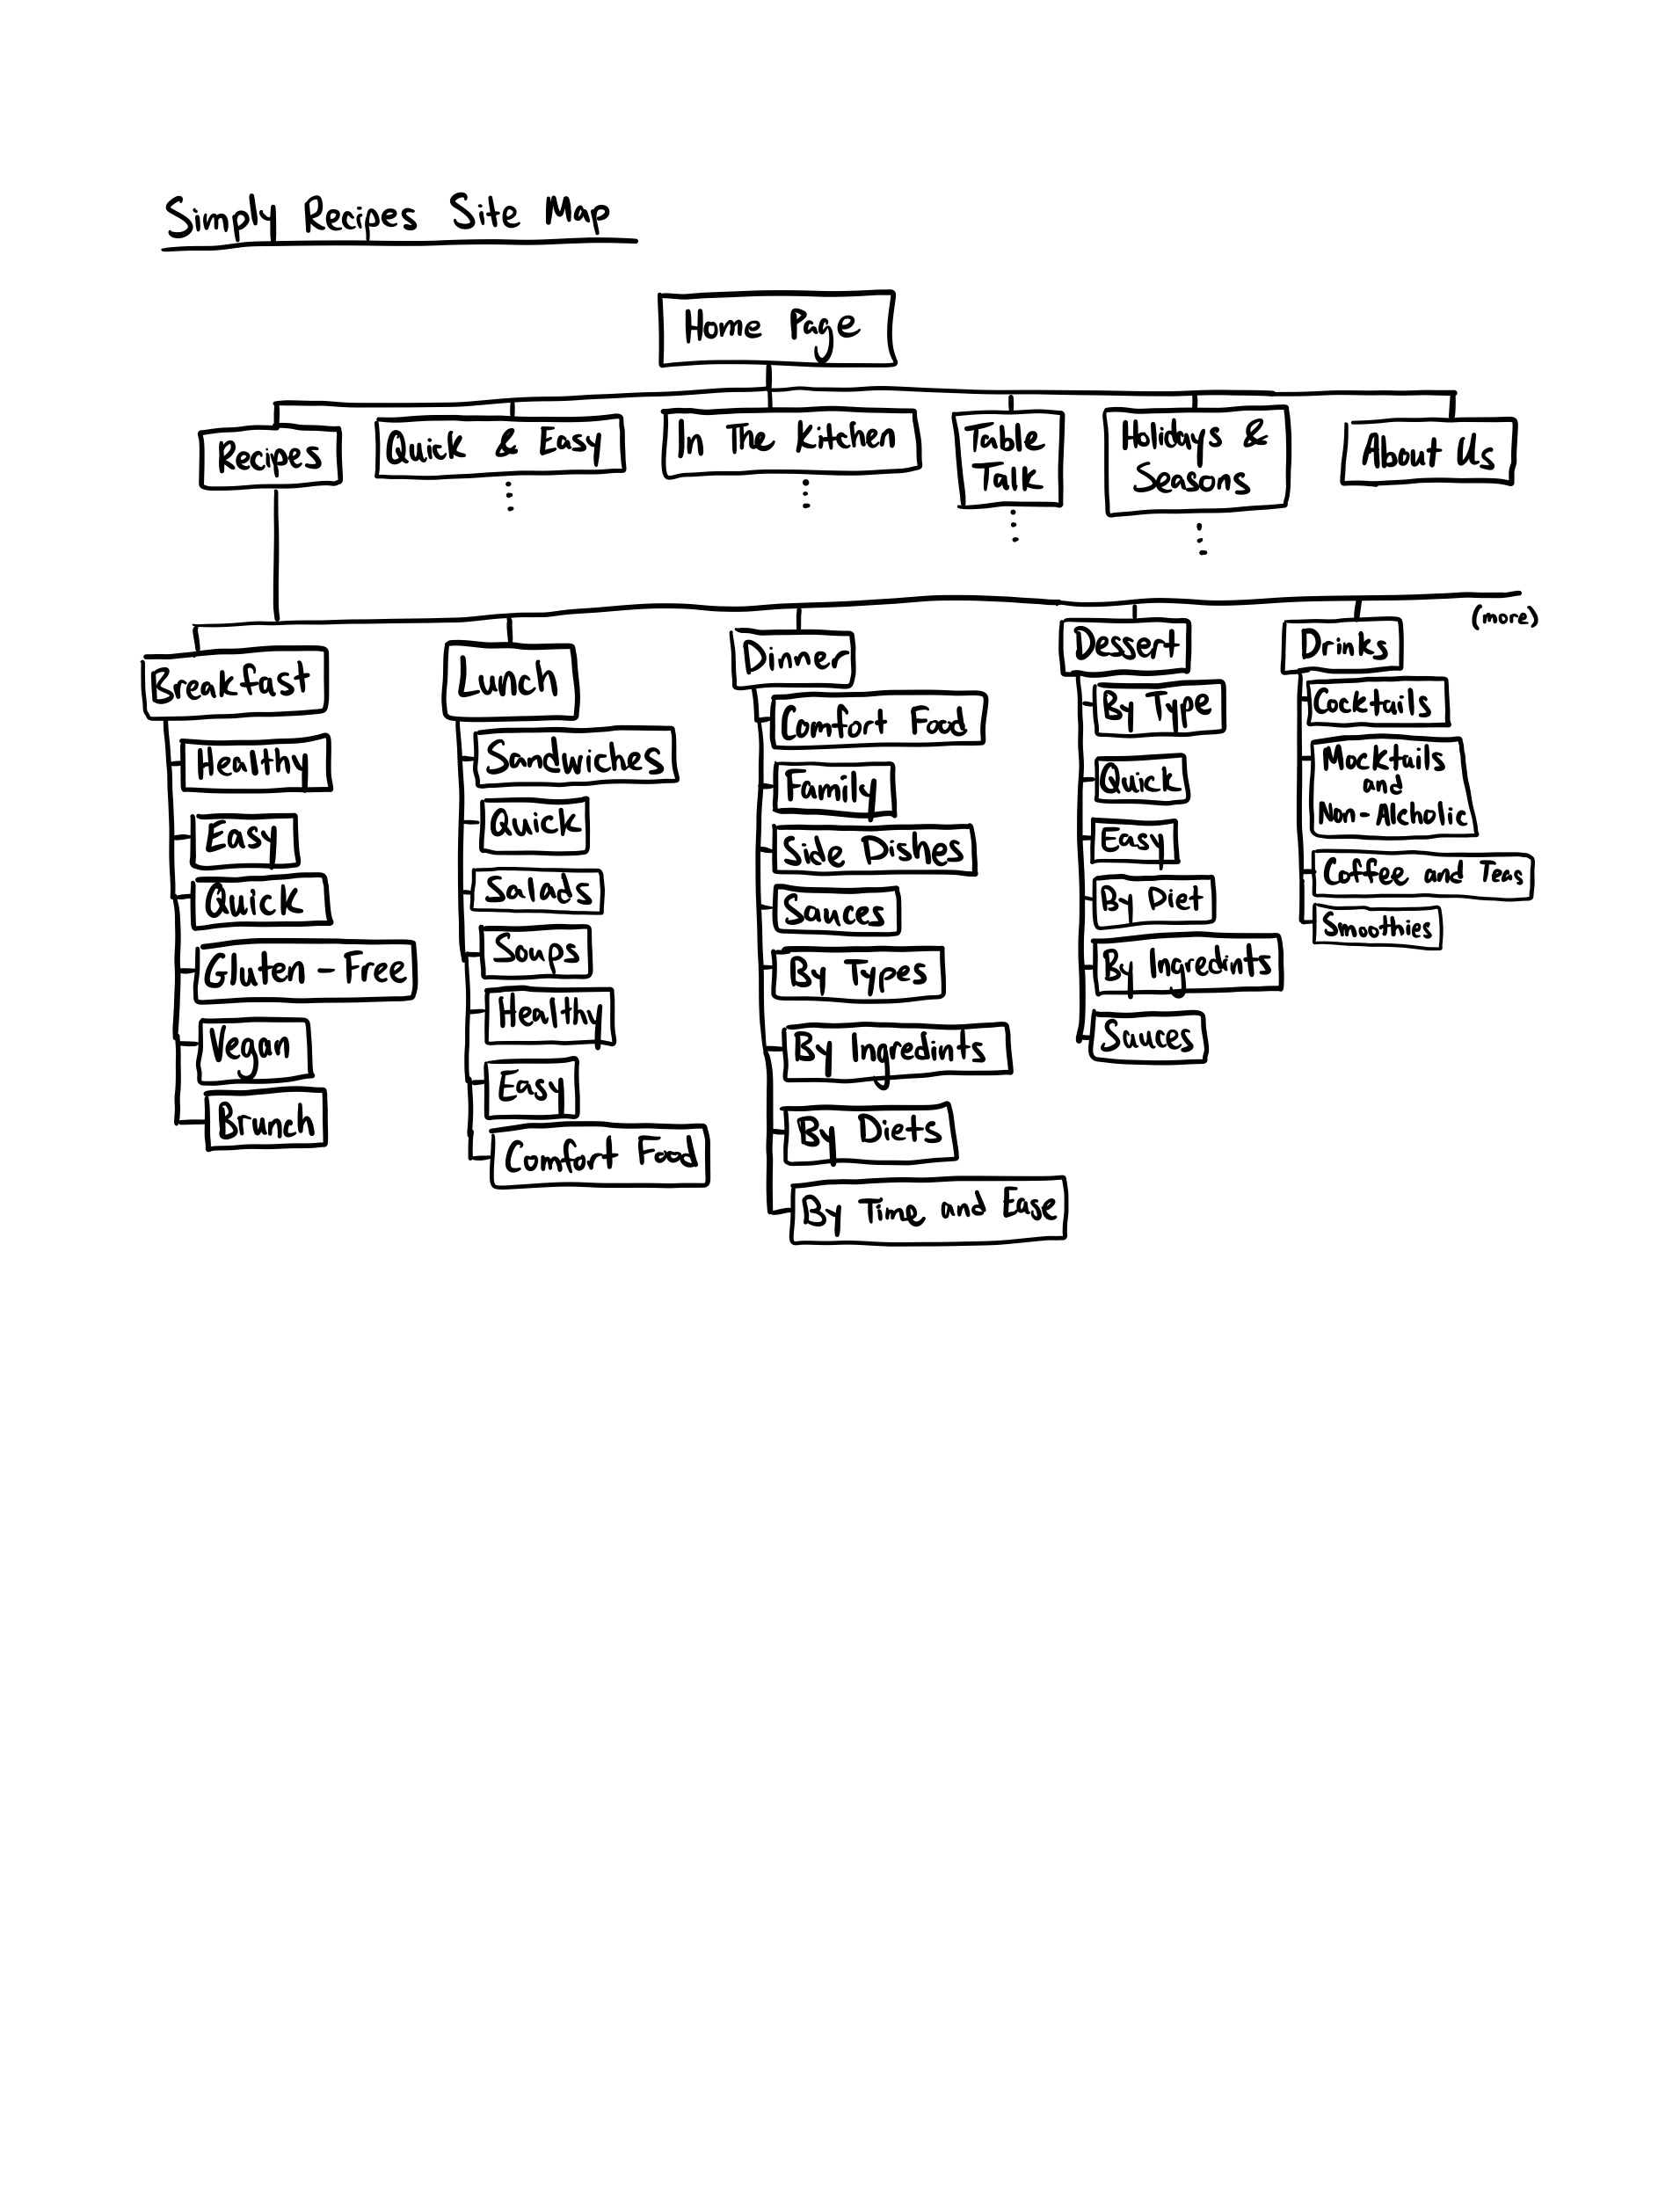 Simply Recipes Site Map
Home Page
Recipes
Quick & Easy
In The Kitchen
Table
Talk
Holidays &
Seasons
About Us
(more)
Breakfast
Healthy
Easy
Quick
Gluten-Free
Vegan
Brunch
Lunch
Sandwiches
Quick
Salads
Soups
Healthy
Easy
Comfort Food
Dinner
Comfort Food
Family
Side Dishes
Sauces
By Types
By Ingredints
By Diets
By Time and Ease
Dessert
By Type
Quick
Easy
By Diet
By Ingredints
Sauces
Drinks
Cocktails
Mocktails
and
Non-Alcholic
Coffee and Teas
Smoothies